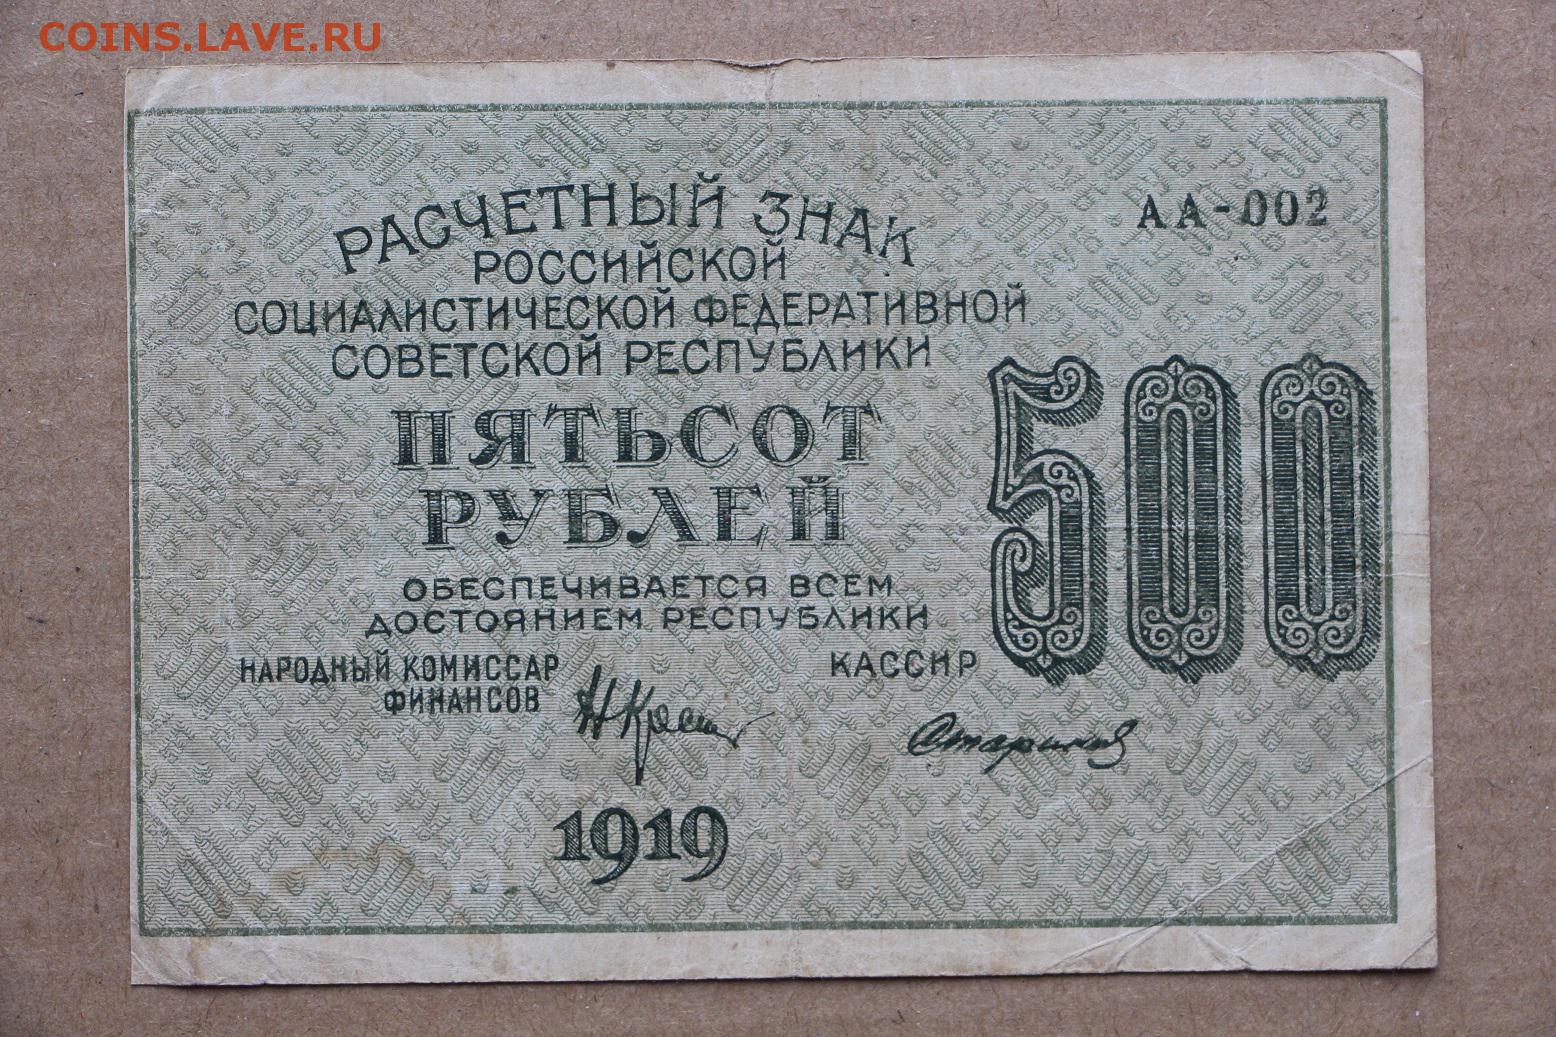 COINS.LAVE.RU
РАСЧЕТНЫЙ ЗНАК
АА-002
РОССИЙСКОЙ
СОЦИАЛИСТИЧЕСКОЙ ФЕДЕРАТИВНОЙ
СОВЕТСКОЙ РЕСПУБЛИКИ
500
ПЯТЬСОТ
РУБЛЕЙ
ОБЕСПЕЧИВАЕТСЯ ВСЕМ
ДОСТОЯНИЕМ РЕСПУБЛИКИ
НАРОДНЫЙ КОМИССАР
ФИНАНСОВ
КАССИР
Стариков
1919